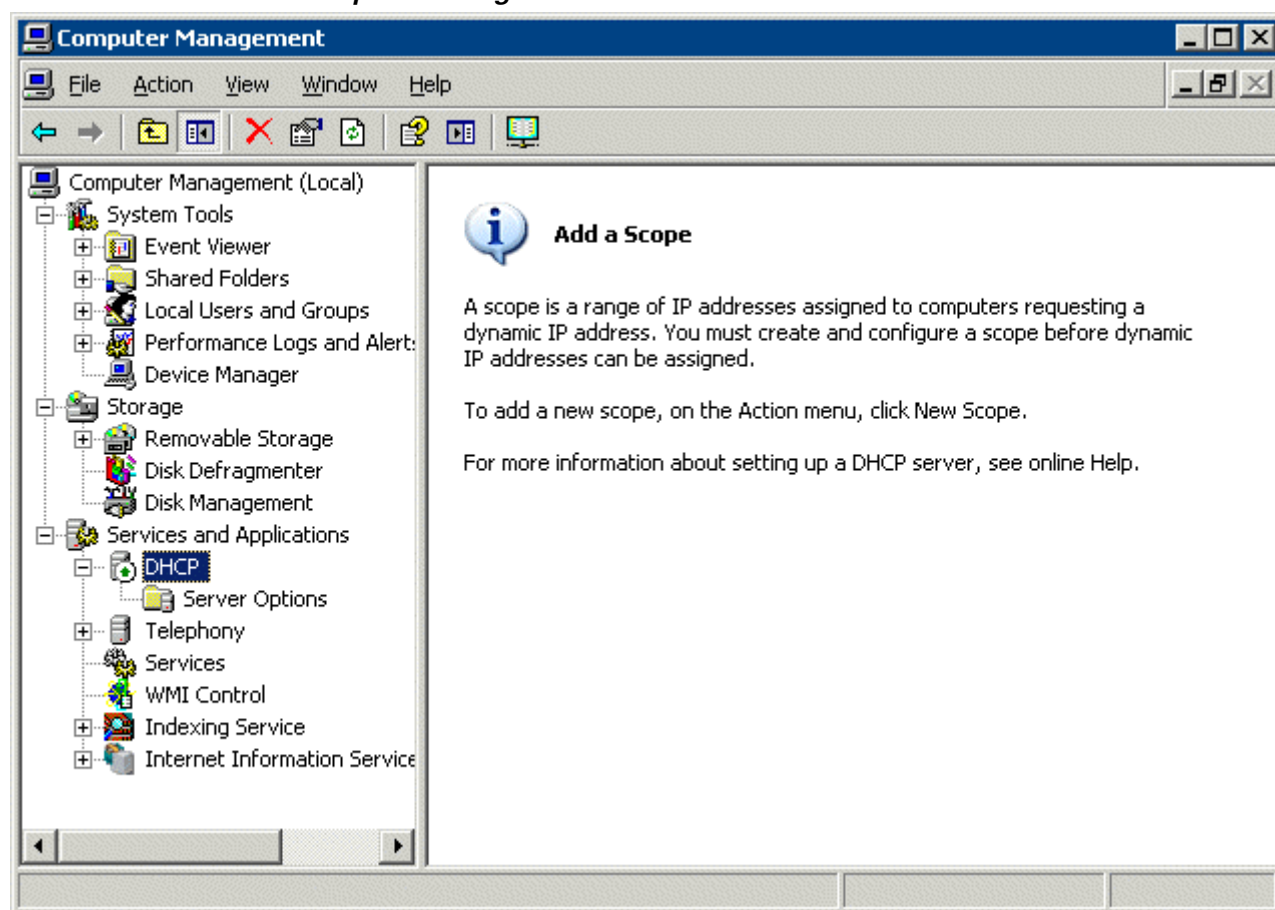 Computer Management
File Action View Window Help
Computer Management (Local)
System Tools
Event Viewer
Shared Folders
Local Users and Groups
Performance Logs and Alert
Device Manager
Storage
Removable Storage
Disk Defragmenter
Disk Management
Services and Applications
DHCP
Server Options
Telephony
Services
WMI Control
Indexing Service
Internet Information Service
Add a Scope
A scope is a range of IP addresses assigned to computers requesting a
dynamic IP address. You must create and configure a scope before dynamic
IP addresses can be assigned.
To add a new scope, on the Action menu, click New Scope.
For more information about setting up a DHCP server, see online Help.